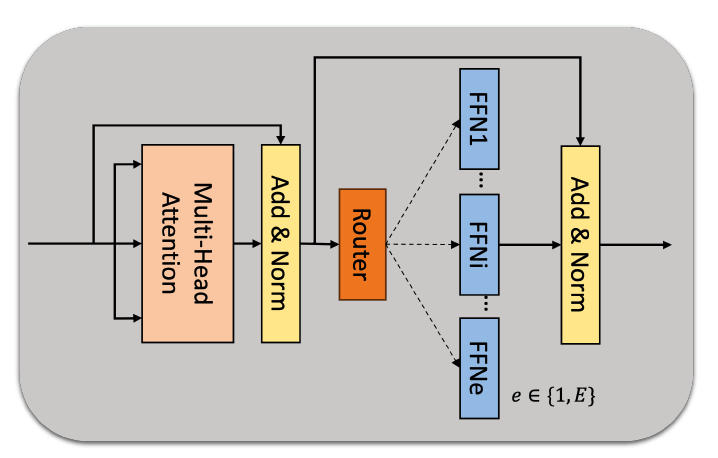 Multi-Head
Attention
Add & Norm
Router
FFN1
...
FFNi
...
FFNe
Add & Norm
e ∈ {1, E}